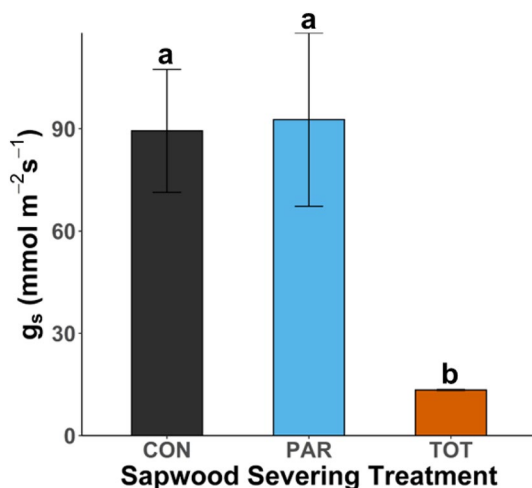 a
a
90
60
30
b
0
gₛ (mmol m⁻²s⁻¹)
CON PAR TOT
Sapwood Severing Treatment